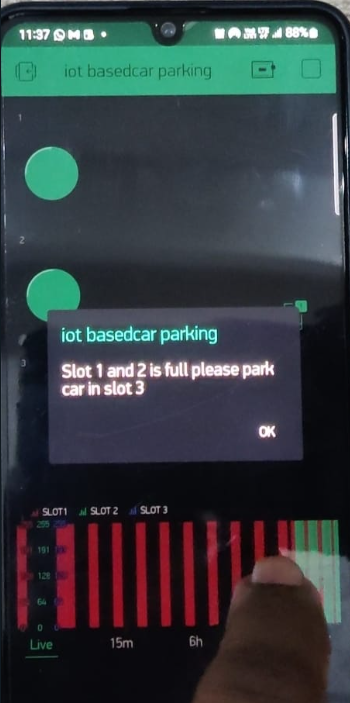 11:37 88%
iot basedcar parking
1
2
iot basedcar parking
3
Slot 1 and 2 is full please park
car in slot 3
OK
SLOT1 SLOT 2 SLOT 3
255 255
191
128
64
0 0
Live 15m 6h